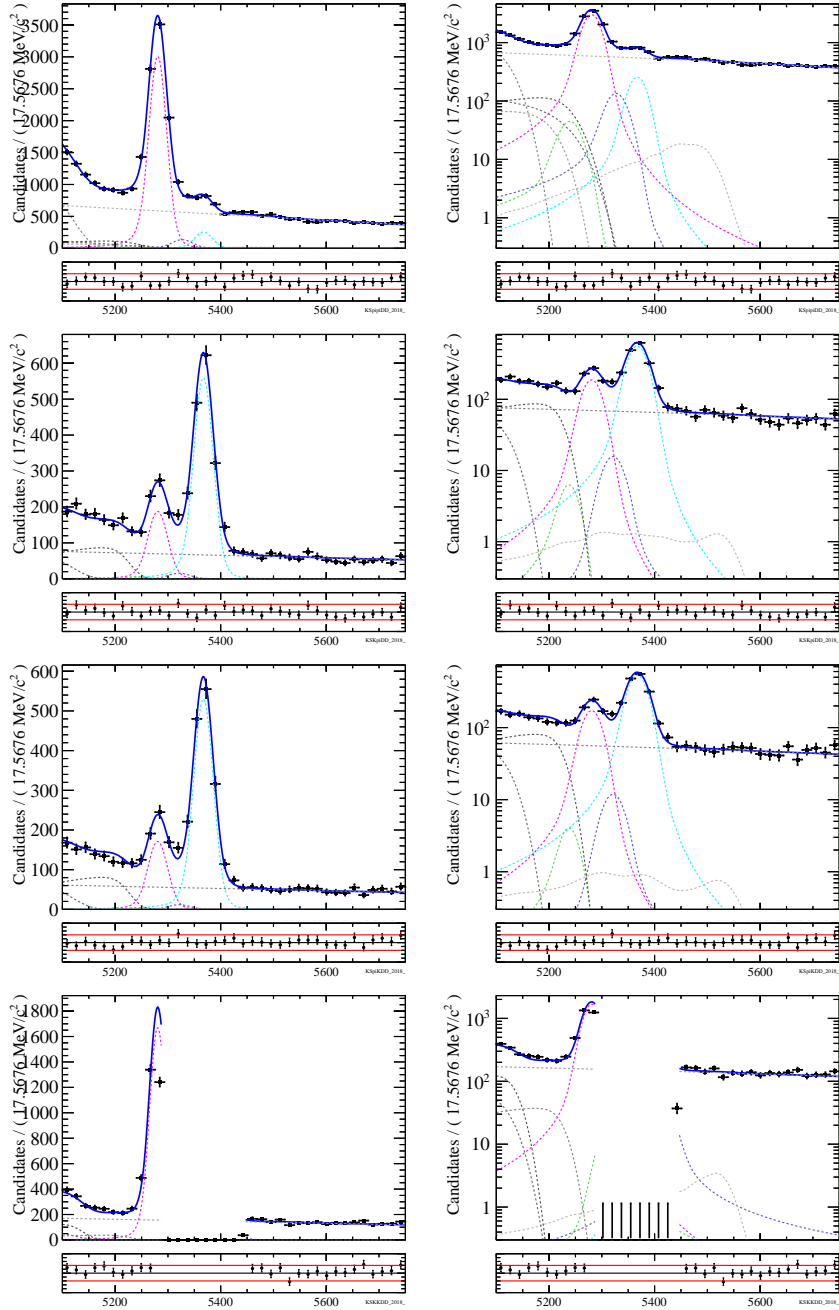 Candidates / ( 17.5676 MeV/c² )
3500
3000
2500
2000
1500
1000
500
0
5200 5400 5600
KSpipiDD_2018_
Candidates / ( 17.5676 MeV/c² )
10³
10²
10
1
5200 5400 5600
KSpipiDD_2018_
Candidates / ( 17.5676 MeV/c² )
600
500
400
300
200
100
0
5200 5400 5600
KSKpiDD_2018_
Candidates / ( 17.5676 MeV/c² )
10²
10
1
5200 5400 5600
KSKpiDD_2018_
Candidates / ( 17.5676 MeV/c² )
600
500
400
300
200
100
0
5200 5400 5600
KSpiKDD_2018_
Candidates / ( 17.5676 MeV/c² )
10²
10
1
5200 5400 5600
KSpiKDD_2018_
Candidates / ( 17.5676 MeV/c² )
1800
1600
1400
1200
1000
800
600
400
200
0
5200 5400 5600
KSKKDD_2018_
Candidates / ( 17.5676 MeV/c² )
10³
10²
10
1
5200 5400 5600
KSKKDD_2018_